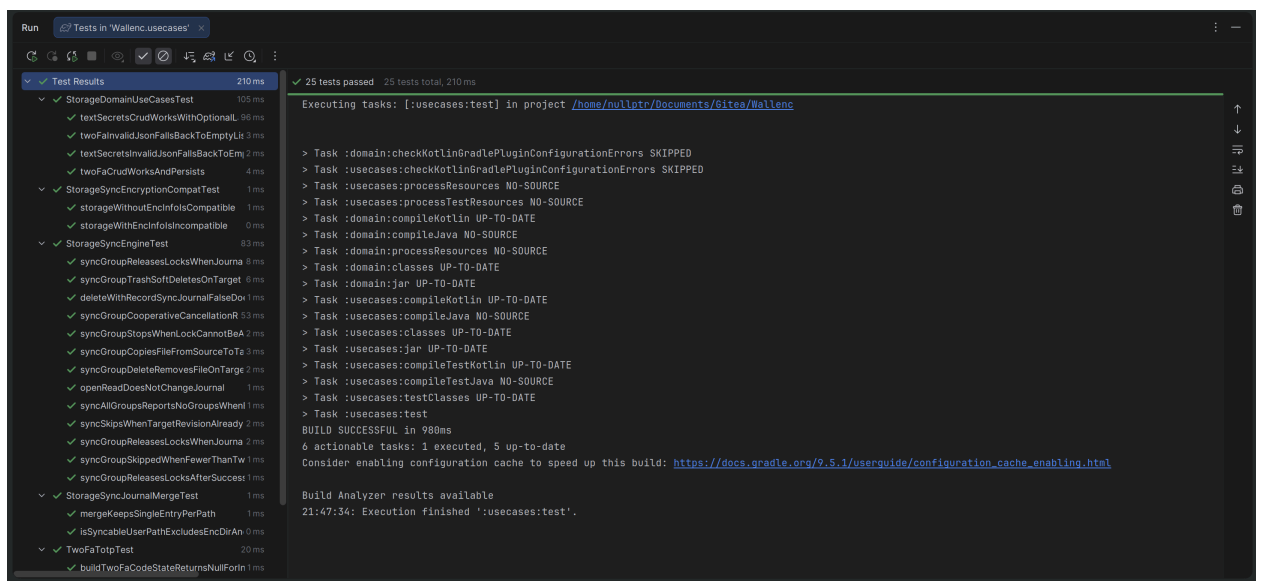 Run Tests in 'Wallenc.usecases'
Test Results 210 ms
StorageDomainUseCasesTest 105 ms
textSecretsCrudWorksWithOptionalL 96 ms
twoFaInvalidJsonFallsBackToEmptyLis 3 ms
textSecretsInvalidJsonFallsBackToEmp 2 ms
twoFaCrudWorksAndPersists 4 ms
StorageSyncEncryptionCompatTest 1 ms
storageWithoutEncInfoIsCompatible 1 ms
storageWithEncInfoIsIncompatible 0 ms
StorageSyncEngineTest 83 ms
syncGroupReleasesLocksWhenJourna 8 ms
syncGroupTrashSoftDeletesOnTarget 6 ms
deleteWithRecordSyncJournalFalseDoe 1 ms
syncGroupCooperativeCancellationR 53 ms
syncGroupStopsWhenLockCannotBeA 2 ms
syncGroupCopiesFileFromSourceToTa 3 ms
syncGroupDeleteRemovesFileOnTarge 2 ms
openReadDoesNotChangeJournal 1 ms
syncAllGroupsReportsNoGroupsWhenI 1 ms
syncSkipsWhenTargetRevisionAlready 2 ms
syncGroupReleasesLocksWhenJourna 2 ms
syncGroupSkippedWhenFewerThanTw 1 ms
syncGroupReleasesLocksAfterSuccess 1 ms
StorageSyncJournalMergeTest 1 ms
mergeKeepsSingleEntryPerPath 1 ms
isSyncableUserPathExcludesEncDirAn 0 ms
TwoFaTotpTest 20 ms
buildTwoFaCodeStateReturnsNullForIn 1 ms
25 tests passed 25 tests total, 210 ms
Executing tasks: [:usecases:test] in project /home/nullptr/Documents/Gitea/Wallenc
> Task :domain:checkKotlinGradlePluginConfigurationErrors SKIPPED
> Task :usecases:checkKotlinGradlePluginConfigurationErrors SKIPPED
> Task :usecases:processResources NO-SOURCE
> Task :usecases:processTestResources NO-SOURCE
> Task :domain:compileKotlin UP-TO-DATE
> Task :domain:compileJava NO-SOURCE
> Task :domain:processResources NO-SOURCE
> Task :domain:classes UP-TO-DATE
> Task :domain:jar UP-TO-DATE
> Task :usecases:compileKotlin UP-TO-DATE
> Task :usecases:compileJava NO-SOURCE
> Task :usecases:classes UP-TO-DATE
> Task :usecases:jar UP-TO-DATE
> Task :usecases:compileTestKotlin UP-TO-DATE
> Task :usecases:compileTestJava NO-SOURCE
> Task :usecases:testClasses UP-TO-DATE
> Task :usecases:test
BUILD SUCCESSFUL in 980ms
6 actionable tasks: 1 executed, 5 up-to-date
Consider enabling configuration cache to speed up this build: https://docs.gradle.org/9.5.1/userguide/configuration_cache_enabling.html
Build Analyzer results available
21:47:34: Execution finished ':usecases:test'.